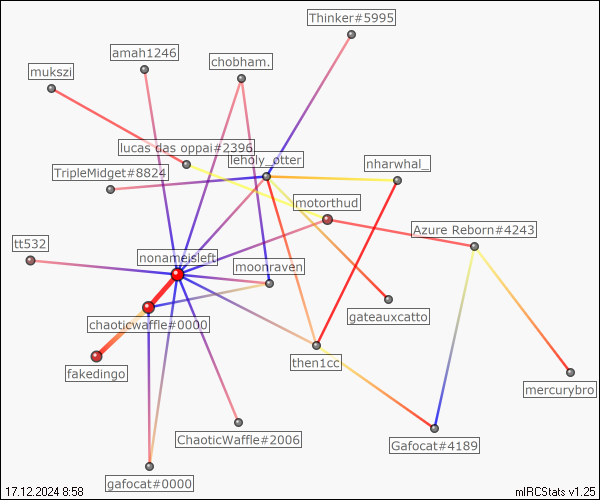 Thinker#5995
amah1246
chobham.
mukszi
lucas das oppai#2396
leholy_otter
nharwhal_
TripleMidget#8824
motorthud
Azure Reborn#4243
tt532
nonameisleft
moonraven
chaoticwaffle#0000
gateauxcatto
then1cc
fakedingo
mercurybro
ChaoticWaffle#2006
Gafocat#4189
gafocat#0000
17.12.2024 8:58
mIRCStats v1.25